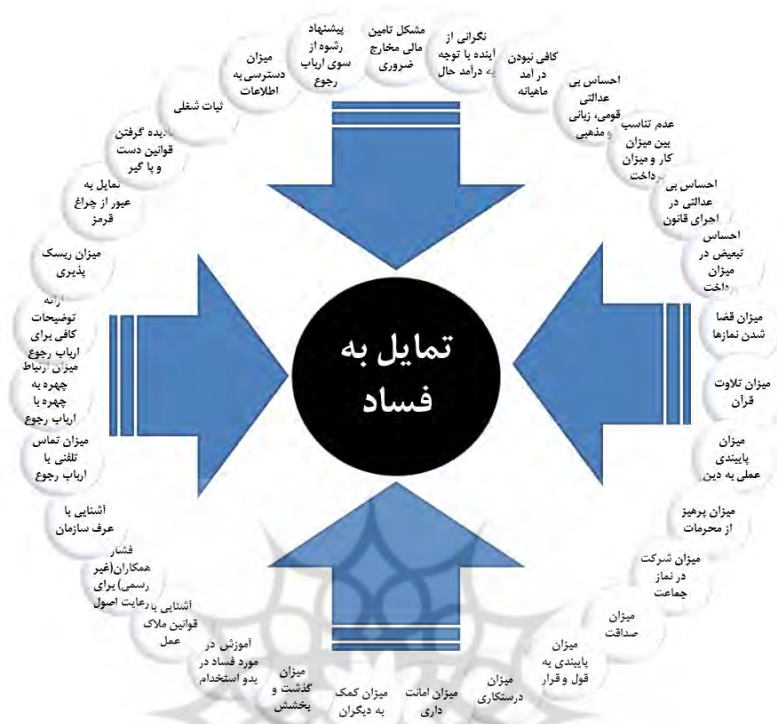 تمایل به
فساد
مشکل تامین
مالی مخارج
ضروری
نگرانی از
آینده با توجه
به درآمد حال
کافی نبودن
در آمد
ماهیانه
احساس بی
عدالتی
قومی، زبانی
و مذهبی
عدم تناسب
بین میزان
کار و میزان
پرداخت
احساس بی
عدالتی در
اجرای قانون
احساس
تبعیض در
میزان
پرداخت
میزان قضا
شدن نمازها
میزان تلاوت
قرآن
میزان
پایبندی
عملی به دین
میزان پرهیز
از محرمات
میزان شرکت
در نماز
جماعت
میزان
صداقت
میزان
پایبندی به
قول و قرار
میزان
درستکاری
میزان امانت
داری
میزان کمک
به دیگران
میزان
گذشت و
بخشش
آموزش در
مورد فساد در
بدو استخدام
آشنایی با
قوانین ملاک
عمل
فشار
همکاران(غیر
رسمی) برای
رعایت اصول
آشنایی با
عرف سازمان
میزان تماس
تلفنی با
ارباب رجوع
میزان ارتباط
چهره به
چهره با
ارباب رجوع
ارائه
توضیحات
کافی برای
ارباب رجوع
میزان ریسک
پذیری
تمایل به
عبور از چراغ
قرمز
نادیده گرفتن
قوانین دست
و پا گیر
ثبات شغلی
میزان
دسترسی به
اطلاعات
پیشنهاد
رشوه از
سوی ارباب
رجوع